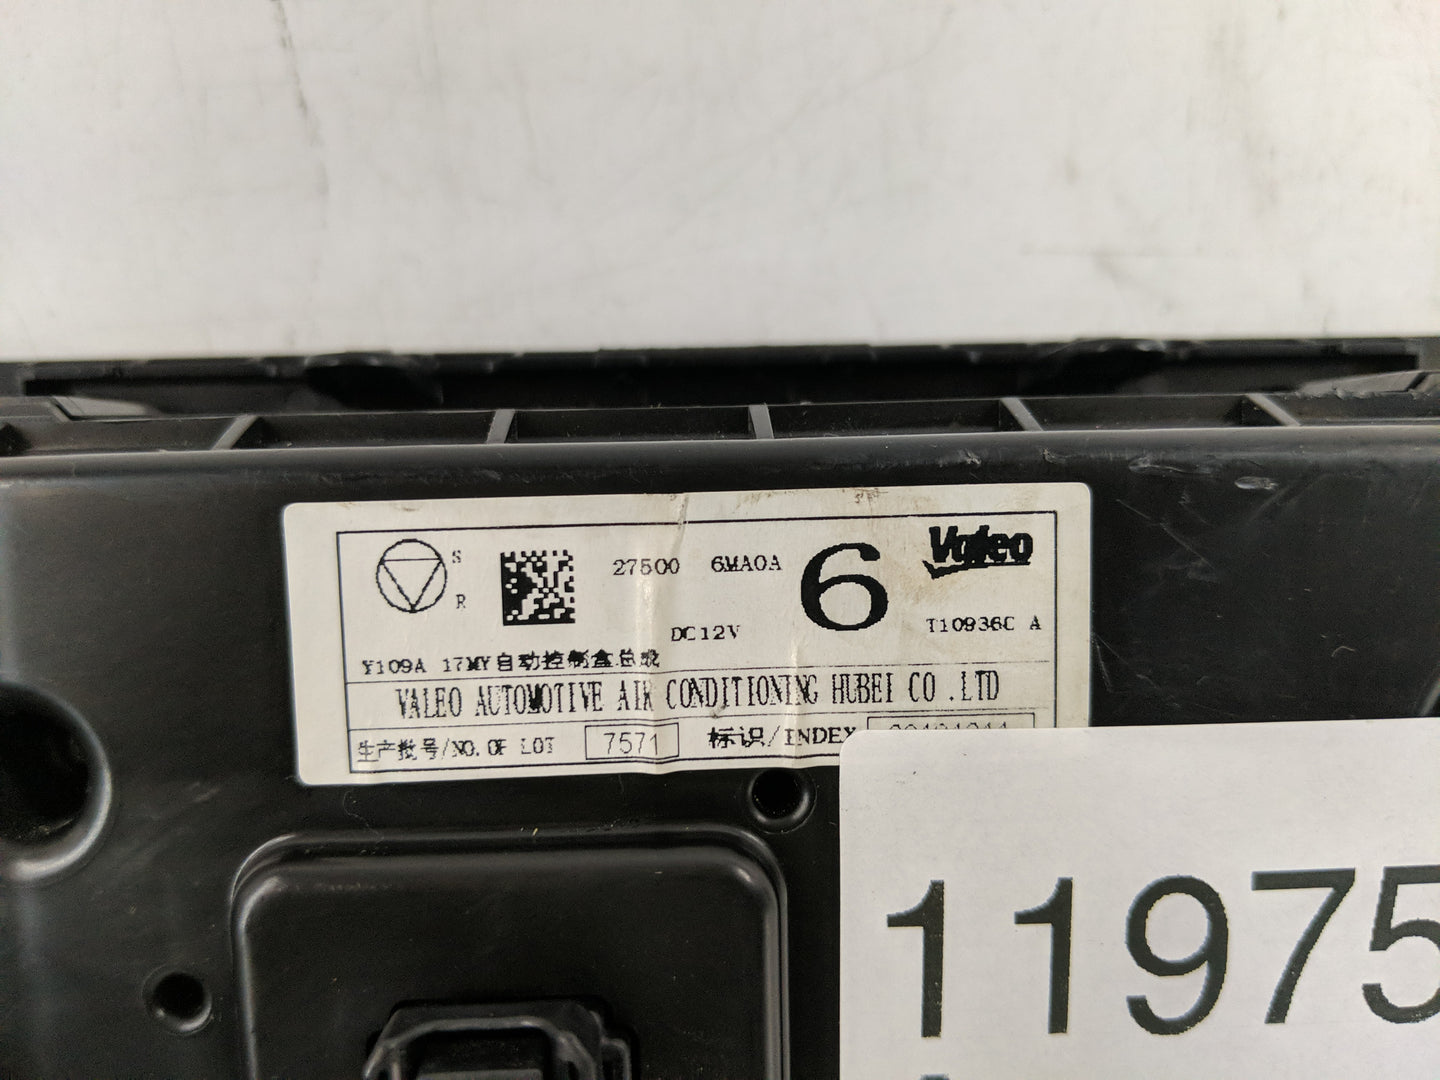 S
R
27500 6MA0A
6
Valeo
DC12V
T10936C A
Y109A 17MY自动控制盒总成
VALEO AUTOMOTIVE AIR CONDITIONING HUBEI CO .LTD
生产批号/NO. OF LOT 7571 标识/INDEX
11975